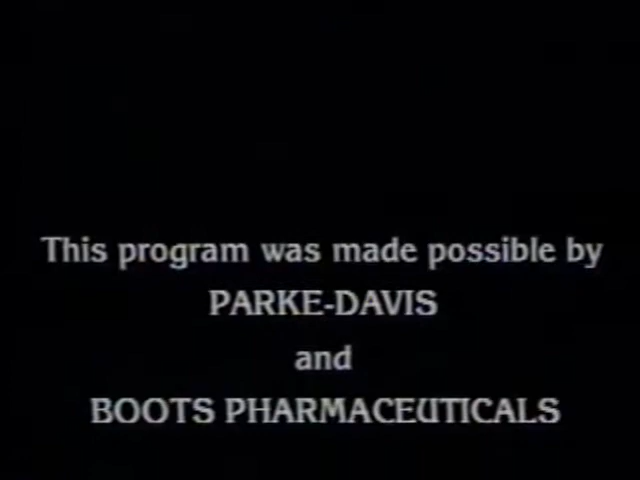 This program was made possible by
PARKE-DAVIS
and
BOOTS PHARMACEUTICALS